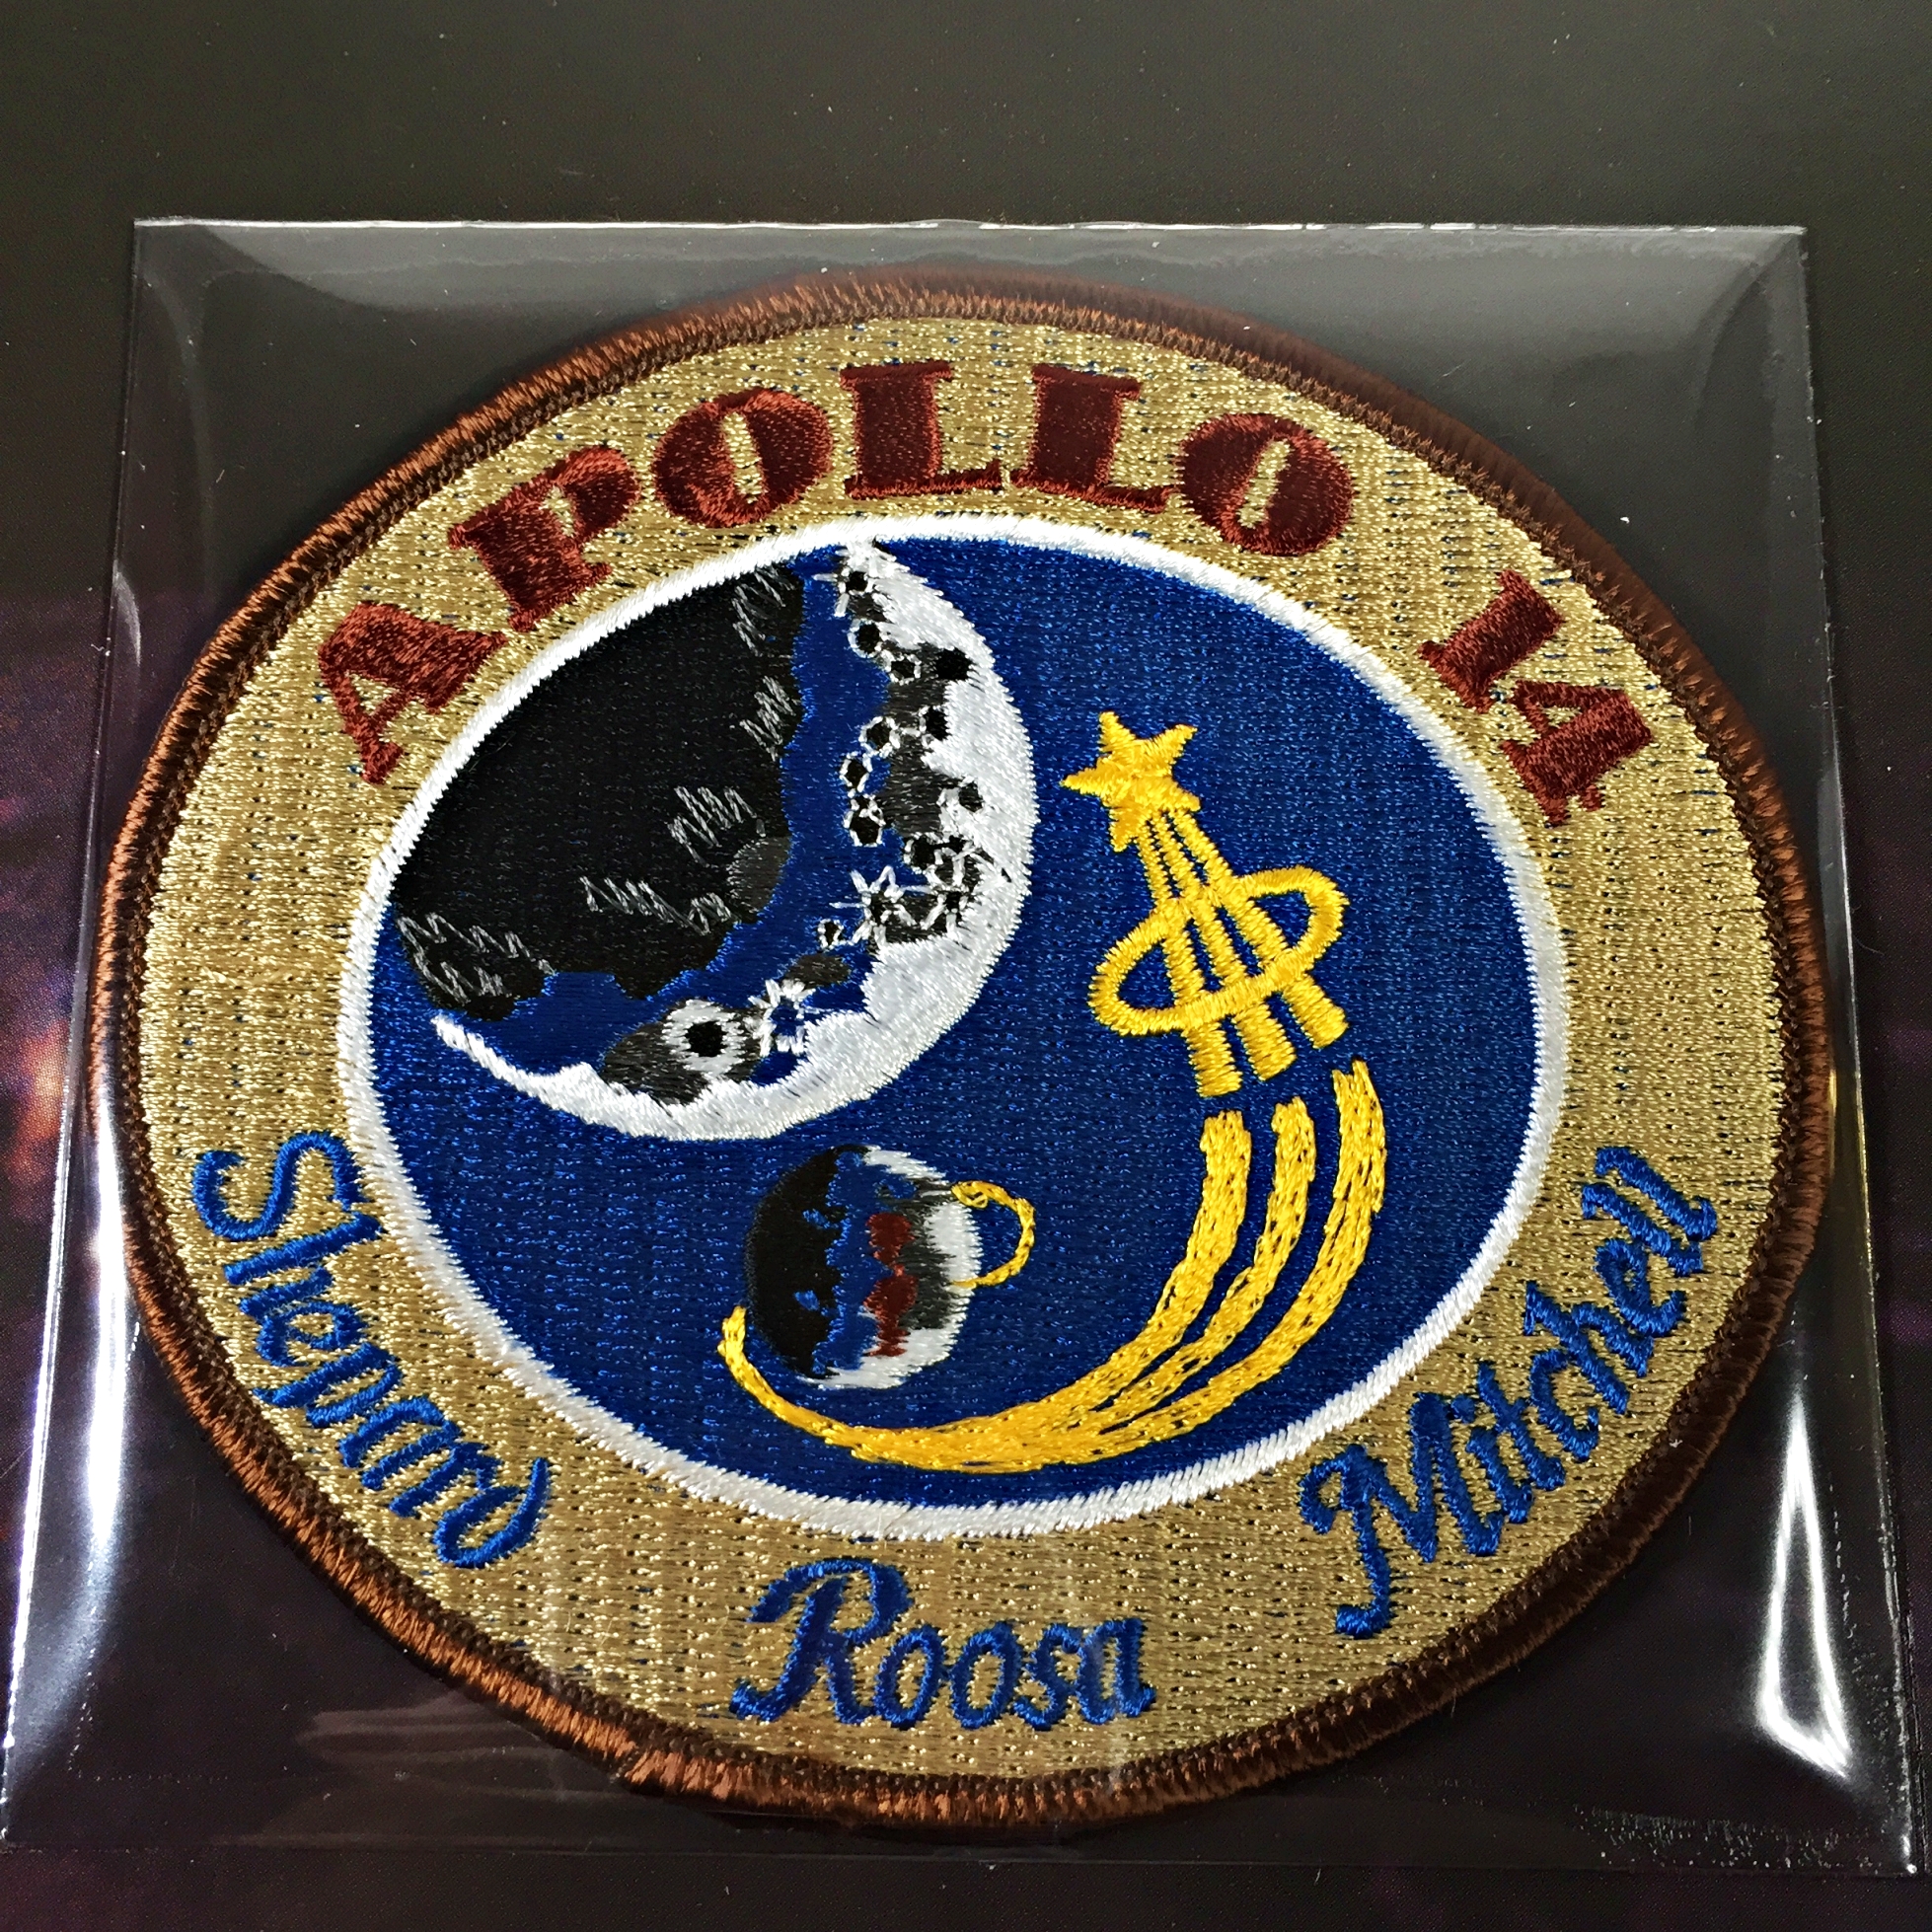 APOLLO 14
Shepard
Roosa
Mitchell